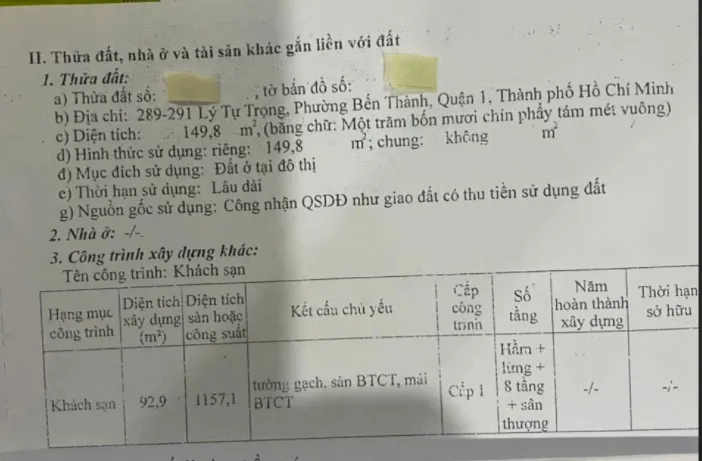 II. Thửa đất, nhà ở và tài sản khác gắn liền với đất
1. Thửa đất:
a) Thửa đất số: , tờ bản đồ số:
b) Địa chỉ: 289-291 Lý Tự Trọng, Phường Bến Thành, Quận 1, Thành phố Hồ Chí Minh
c) Diện tích: 149,8 m², (bằng chữ: Một trăm bốn mươi chín phẩy tám mét vuông)
d) Hình thức sử dụng: riêng: 149,8 m²; chung: không m²
đ) Mục đích sử dụng: Đất ở tại đô thị
e) Thời hạn sử dụng: Lâu dài
g) Nguồn gốc sử dụng: Công nhận QSDĐ như giao đất có thu tiền sử dụng đất
2. Nhà ở: -/-.
3. Công trình xây dựng khác:
Tên công trình: Khách sạn
Hạng mục công trình
Diện tích xây dựng (m²)
Diện tích sàn hoặc công suất
Kết cấu chủ yếu
Cấp công trình
Số tầng
Năm hoàn thành xây dựng
Thời hạn sở hữu
Khách sạn
92,9
1157,1
tường gạch, sàn BTCT, mái
BTCT
Cấp 1
Hầm +
lửng +
8 tầng
+ sân
thượng
-/-
-/-